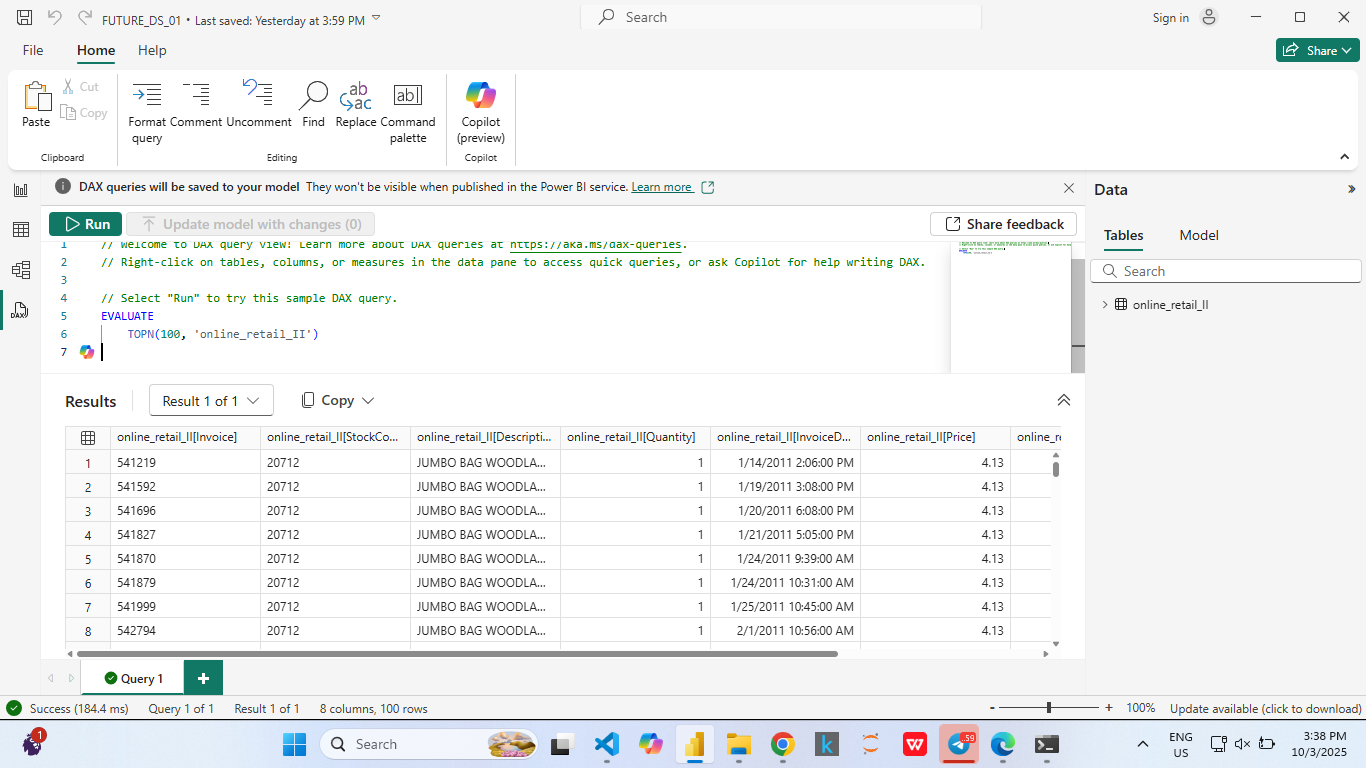 FUTURE_DS_01 • Last saved: Yesterday at 3:59 PM
Search
Sign in
File
Home
Help
Share
Paste
Cut
Copy
Clipboard
Format query
Comment
Uncomment
Find
Replace
Command palette
Editing
Copilot (preview)
Copilot
DAX queries will be saved to your model They won't be visible when published in the Power BI service. Learn more
Run
Update model with changes (0)
Share feedback
1 // Welcome to DAX query view! Learn more about DAX queries at https://aka.ms/dax-queries.
2 // Right-click on tables, columns, or measures in the data pane to access quick queries, or ask Copilot for help writing DAX.
3
4 // Select "Run" to try this sample DAX query.
5 EVALUATE
6 TOPN(100, 'online_retail_II')
7
Data
Tables
Model
Search
online_retail_II
Results
Result 1 of 1
Copy
online_retail_II[Invoice] online_retail_II[StockCo... online_retail_II[Descripti... online_retail_II[Quantity] online_retail_II[InvoiceD... online_retail_II[Price] online_re
1 541219 20712 JUMBO BAG WOODLA... 1 1/14/2011 2:06:00 PM 4.13
2 541592 20712 JUMBO BAG WOODLA... 1 1/19/2011 3:08:00 PM 4.13
3 541696 20712 JUMBO BAG WOODLA... 1 1/20/2011 6:08:00 PM 4.13
4 541827 20712 JUMBO BAG WOODLA... 1 1/21/2011 5:05:00 PM 4.13
5 541870 20712 JUMBO BAG WOODLA... 1 1/24/2011 9:39:00 AM 4.13
6 541879 20712 JUMBO BAG WOODLA... 1 1/24/2011 10:31:00 AM 4.13
7 541999 20712 JUMBO BAG WOODLA... 1 1/25/2011 10:45:00 AM 4.13
8 542794 20712 JUMBO BAG WOODLA... 1 2/1/2011 10:56:00 AM 4.13
Query 1
Success (184.4 ms) Query 1 of 1 Result 1 of 1 8 columns, 100 rows
100%
Update available (click to download)
1
Search
.59
ENG
US
3:38 PM
10/3/2025